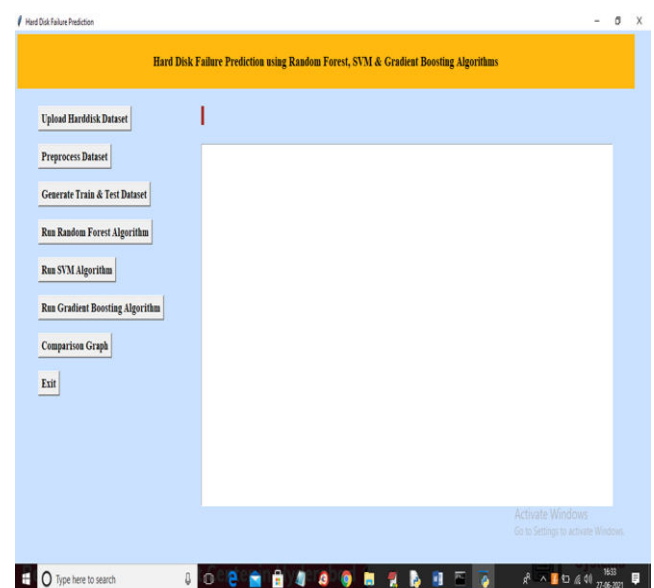 Hard Disk Failure Prediction
Hard Disk Failure Prediction using Random Forest, SVM & Gradient Boosting Algorithms
Upload Harddisk Dataset
Preprocess Dataset
Generate Train & Test Dataset
Run Random Forest Algorithm
Run SVM Algorithm
Run Gradient Boosting Algorithm
Comparison Graph
Exit
Activate Windows
Go to Settings to activate Windows.
Type here to search
16:33
27-06-2021